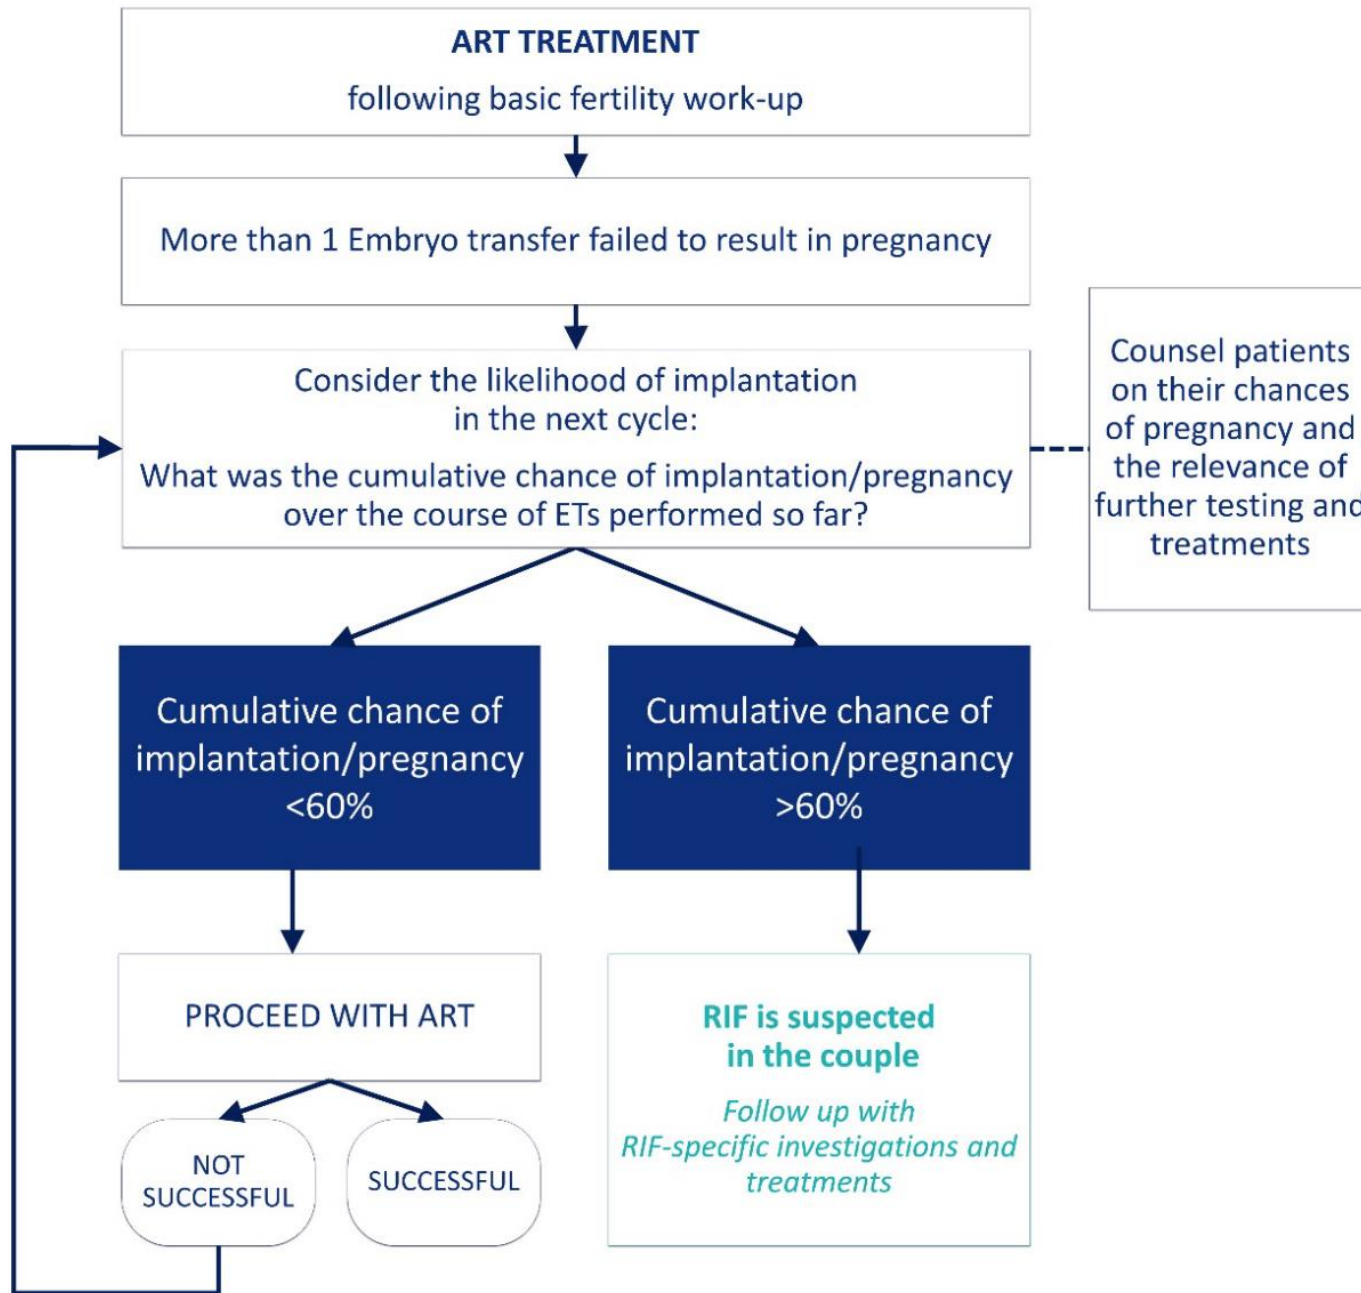 ART TREATMENT
following basic fertility work-up
More than 1 Embryo transfer failed to result in pregnancy
Consider the likelihood of implantation
in the next cycle:
What was the cumulative chance of implantation/pregnancy
over the course of ETs performed so far?
Counsel patients
on their chances
of pregnancy and
the relevance of
further testing and
treatments
Cumulative chance of
implantation/pregnancy
<60%
Cumulative chance of
implantation/pregnancy
>60%
PROCEED WITH ART
NOT
SUCCESSFUL
SUCCESSFUL
RIF is suspected
in the couple
Follow up with
RIF-specific investigations and
treatments